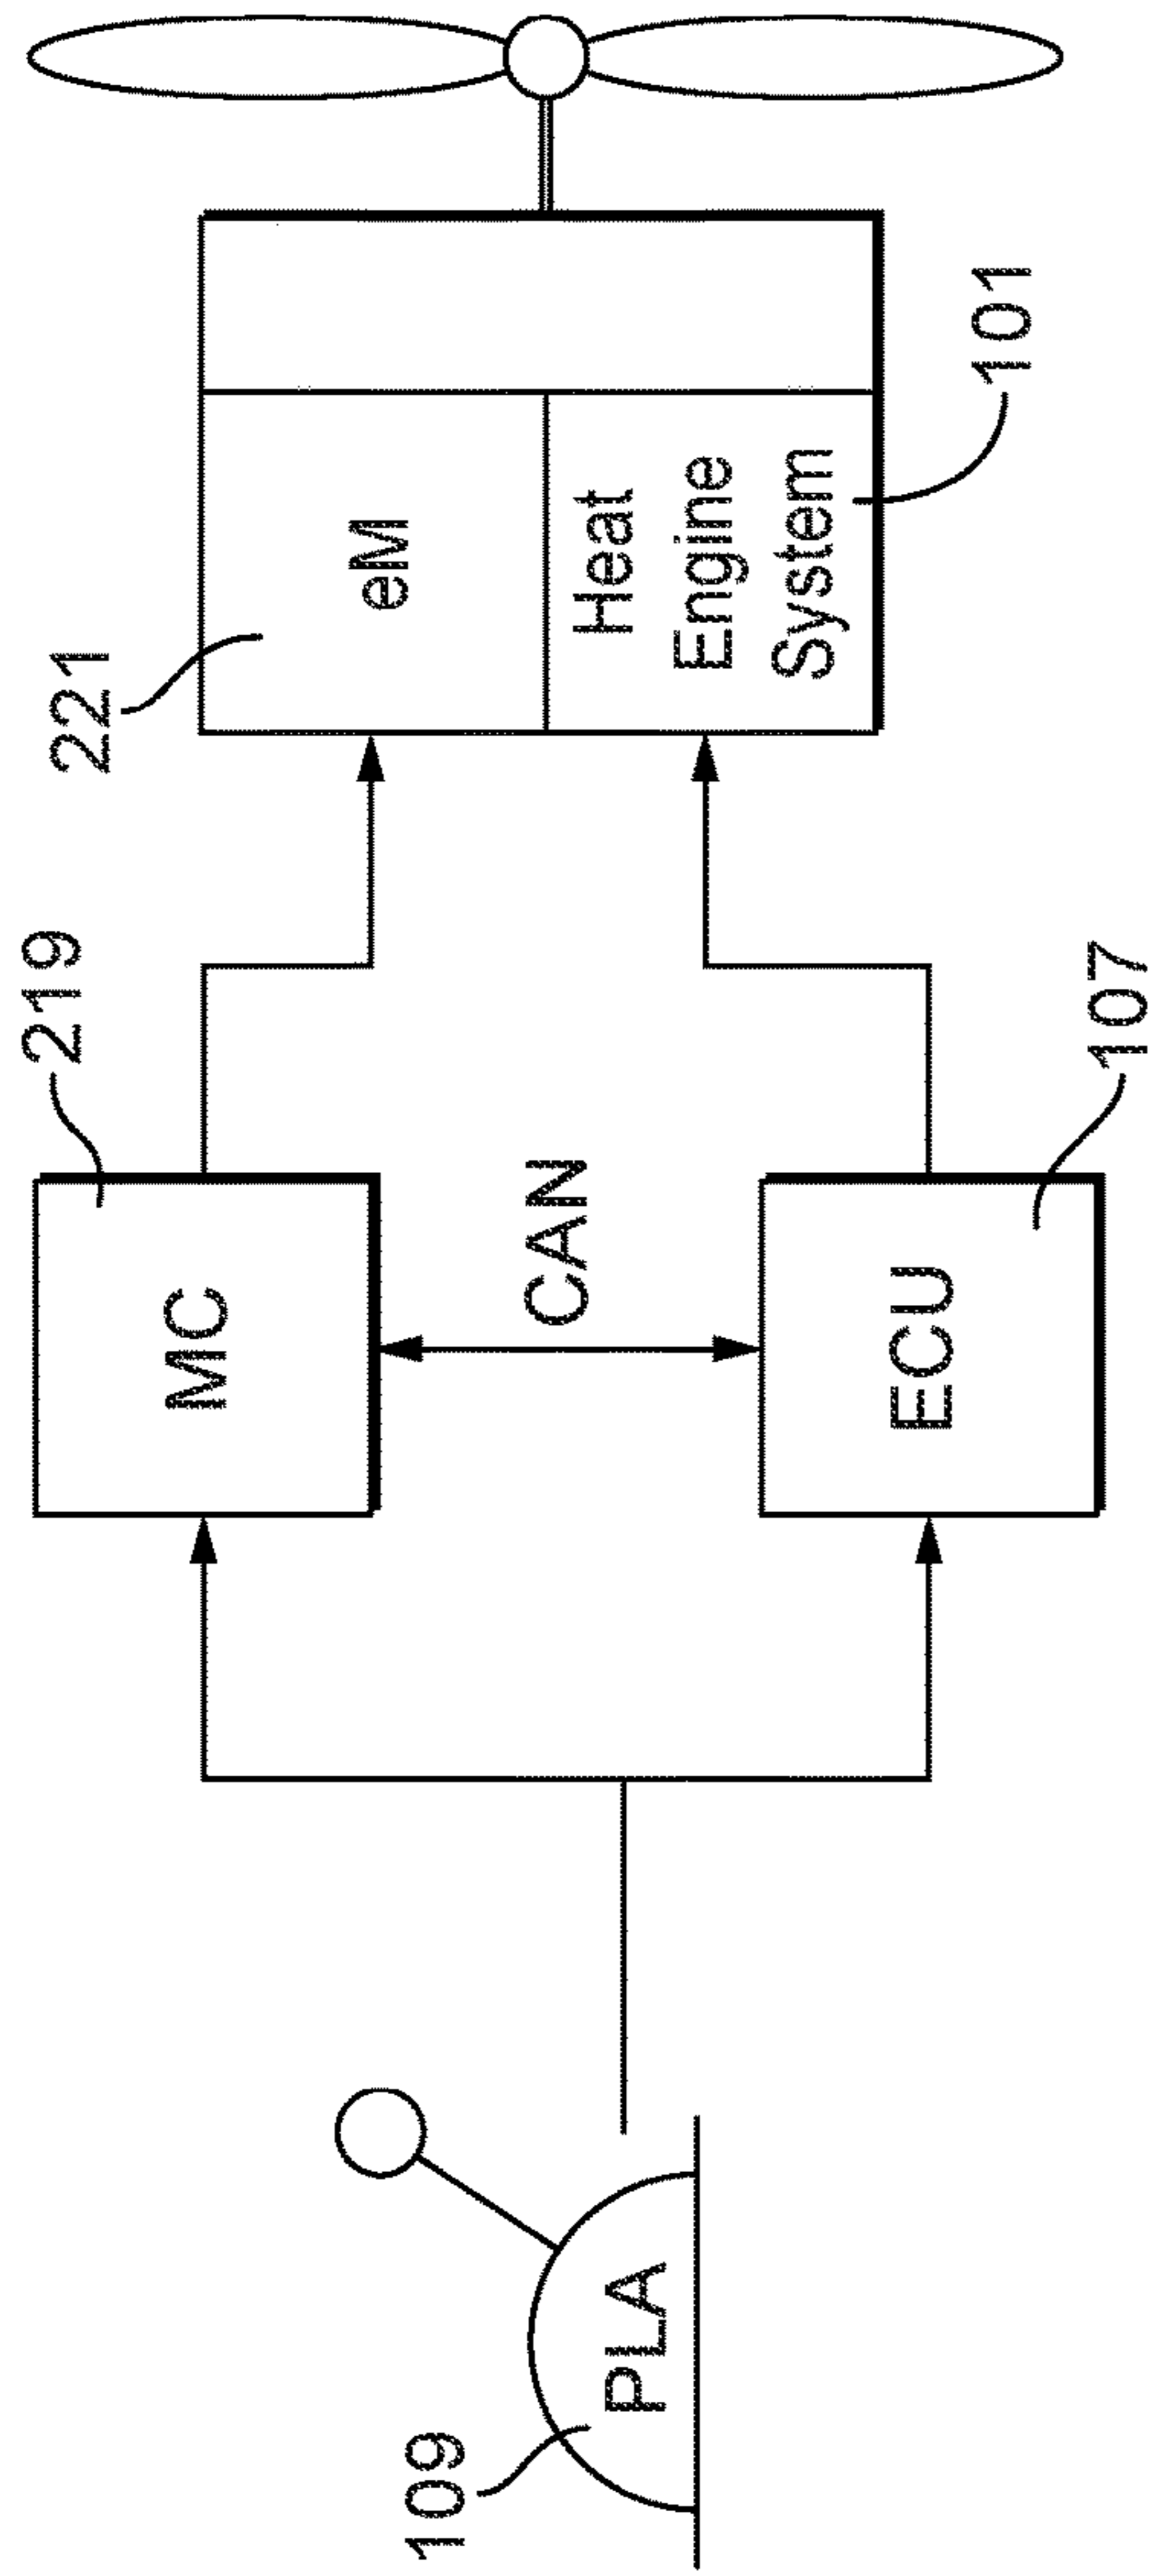 109
PLA
MC
219
CAN
ECU
107
221
eM
Heat
Engine
System
101